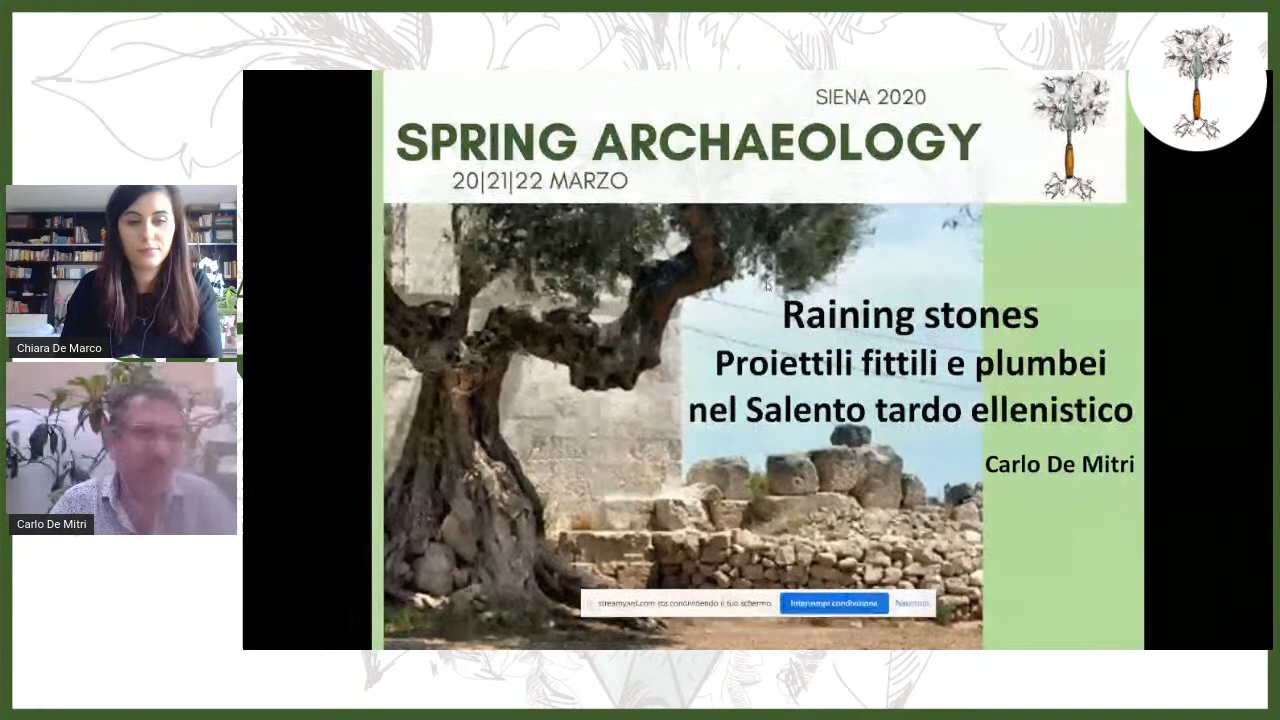 SIENA 2020
SPRING ARCHAEOLOGY
20|21|22 MARZO
Raining stones
Proiettili fittili e plumbei
nel Salento tardo ellenistico
Carlo De Mitri
Chiara De Marco
Carlo De Mitri
streamyard.com sta condividendo il tuo schermo.
Interrompi condivisione
Nascondi